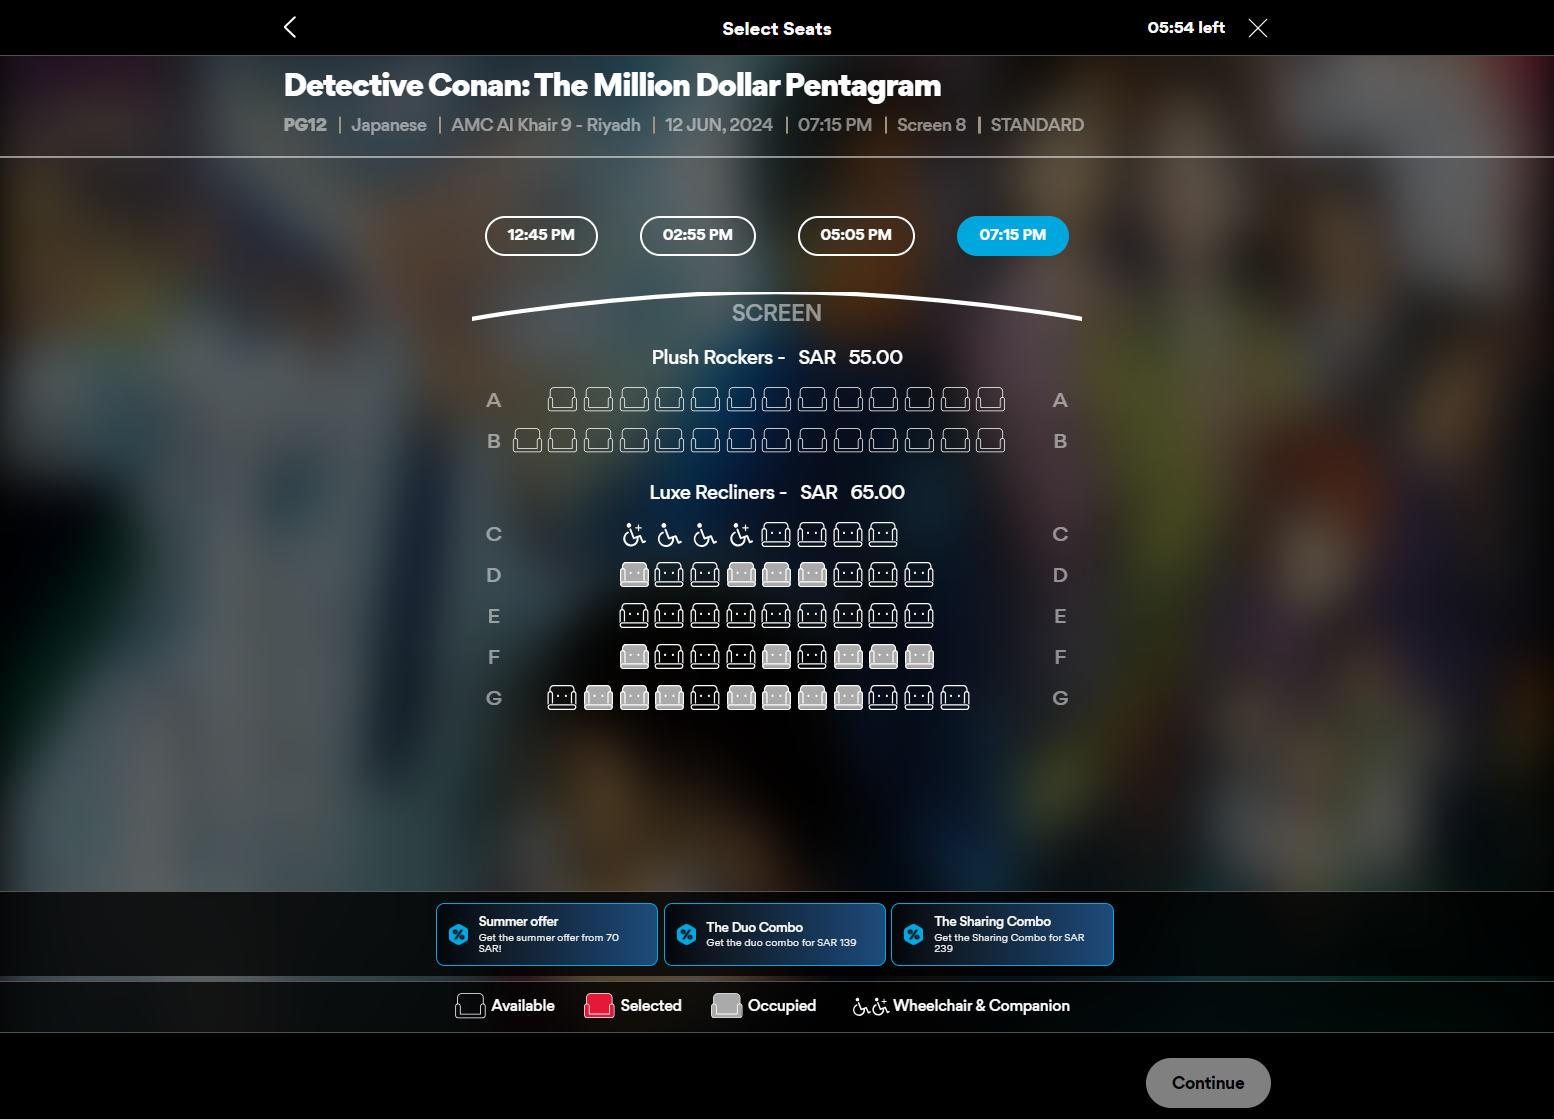 Select Seats
05:54 left
Detective Conan: The Million Dollar Pentagram
PG12 | Japanese | AMC Al Khair 9 - Riyadh | 12 JUN, 2024 | 07:15 PM | Screen 8 | STANDARD
12:45 PM 02:55 PM 05:05 PM 07:15 PM
SCREEN
Plush Rockers - SAR 55.00
A A
B B
Luxe Recliners - SAR 65.00
C C
D D
E E
F F
G G
Summer offer
Get the summer offer from 70
SAR!
The Duo Combo
Get the duo combo for SAR 139
The Sharing Combo
Get the Sharing Combo for SAR
239
Available Selected Occupied Wheelchair & Companion
Continue